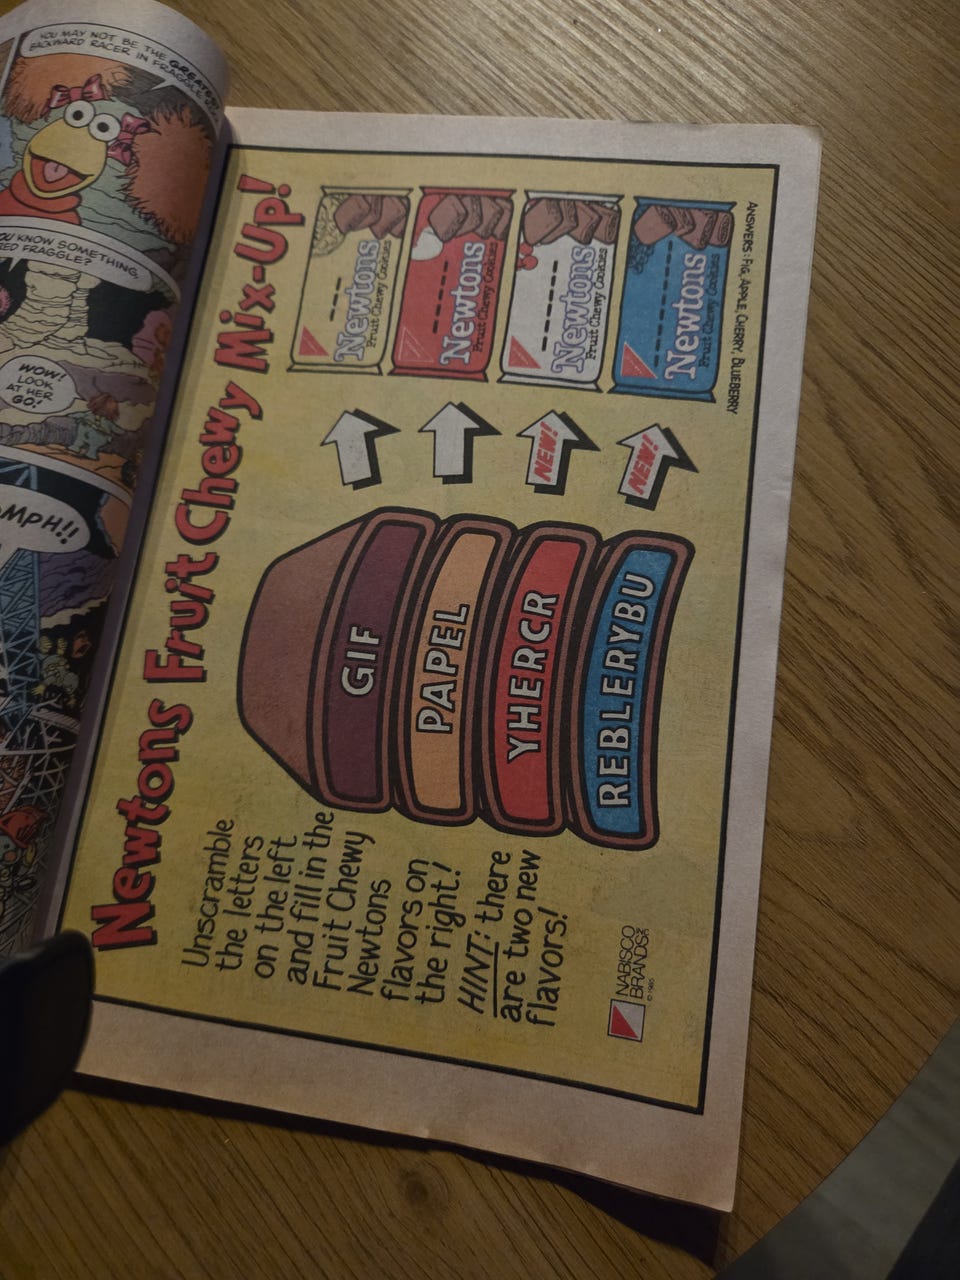 YOU MAY NOT BE THE GREATEST
BACKWARD RACER IN FRAGGLE
YOU KNOW SOMETHING,
RED FRAGGLE?
WOW!
LOOK
AT HER
GO!
Newtons Fruit Chewy Mix-Up!
Unscramble
the letters
on the left
and fill in the
Fruit Chewy
Newtons
flavors on
the right!
HINT: there
are two new
flavors!
GIF
PAPEL
YHERCR
REBLERYBU
NEW!
NEW!
Newtons
Fruit Chewy Cookies
Newtons
Fruit Chewy Cookies
Newtons
Fruit Chewy Cookies
Newtons
Fruit Chewy Cookies
NABISCO
BRANDS INC
© 1985
ANSWERS: FIG, APPLE, CHERRY, BLUEBERRY